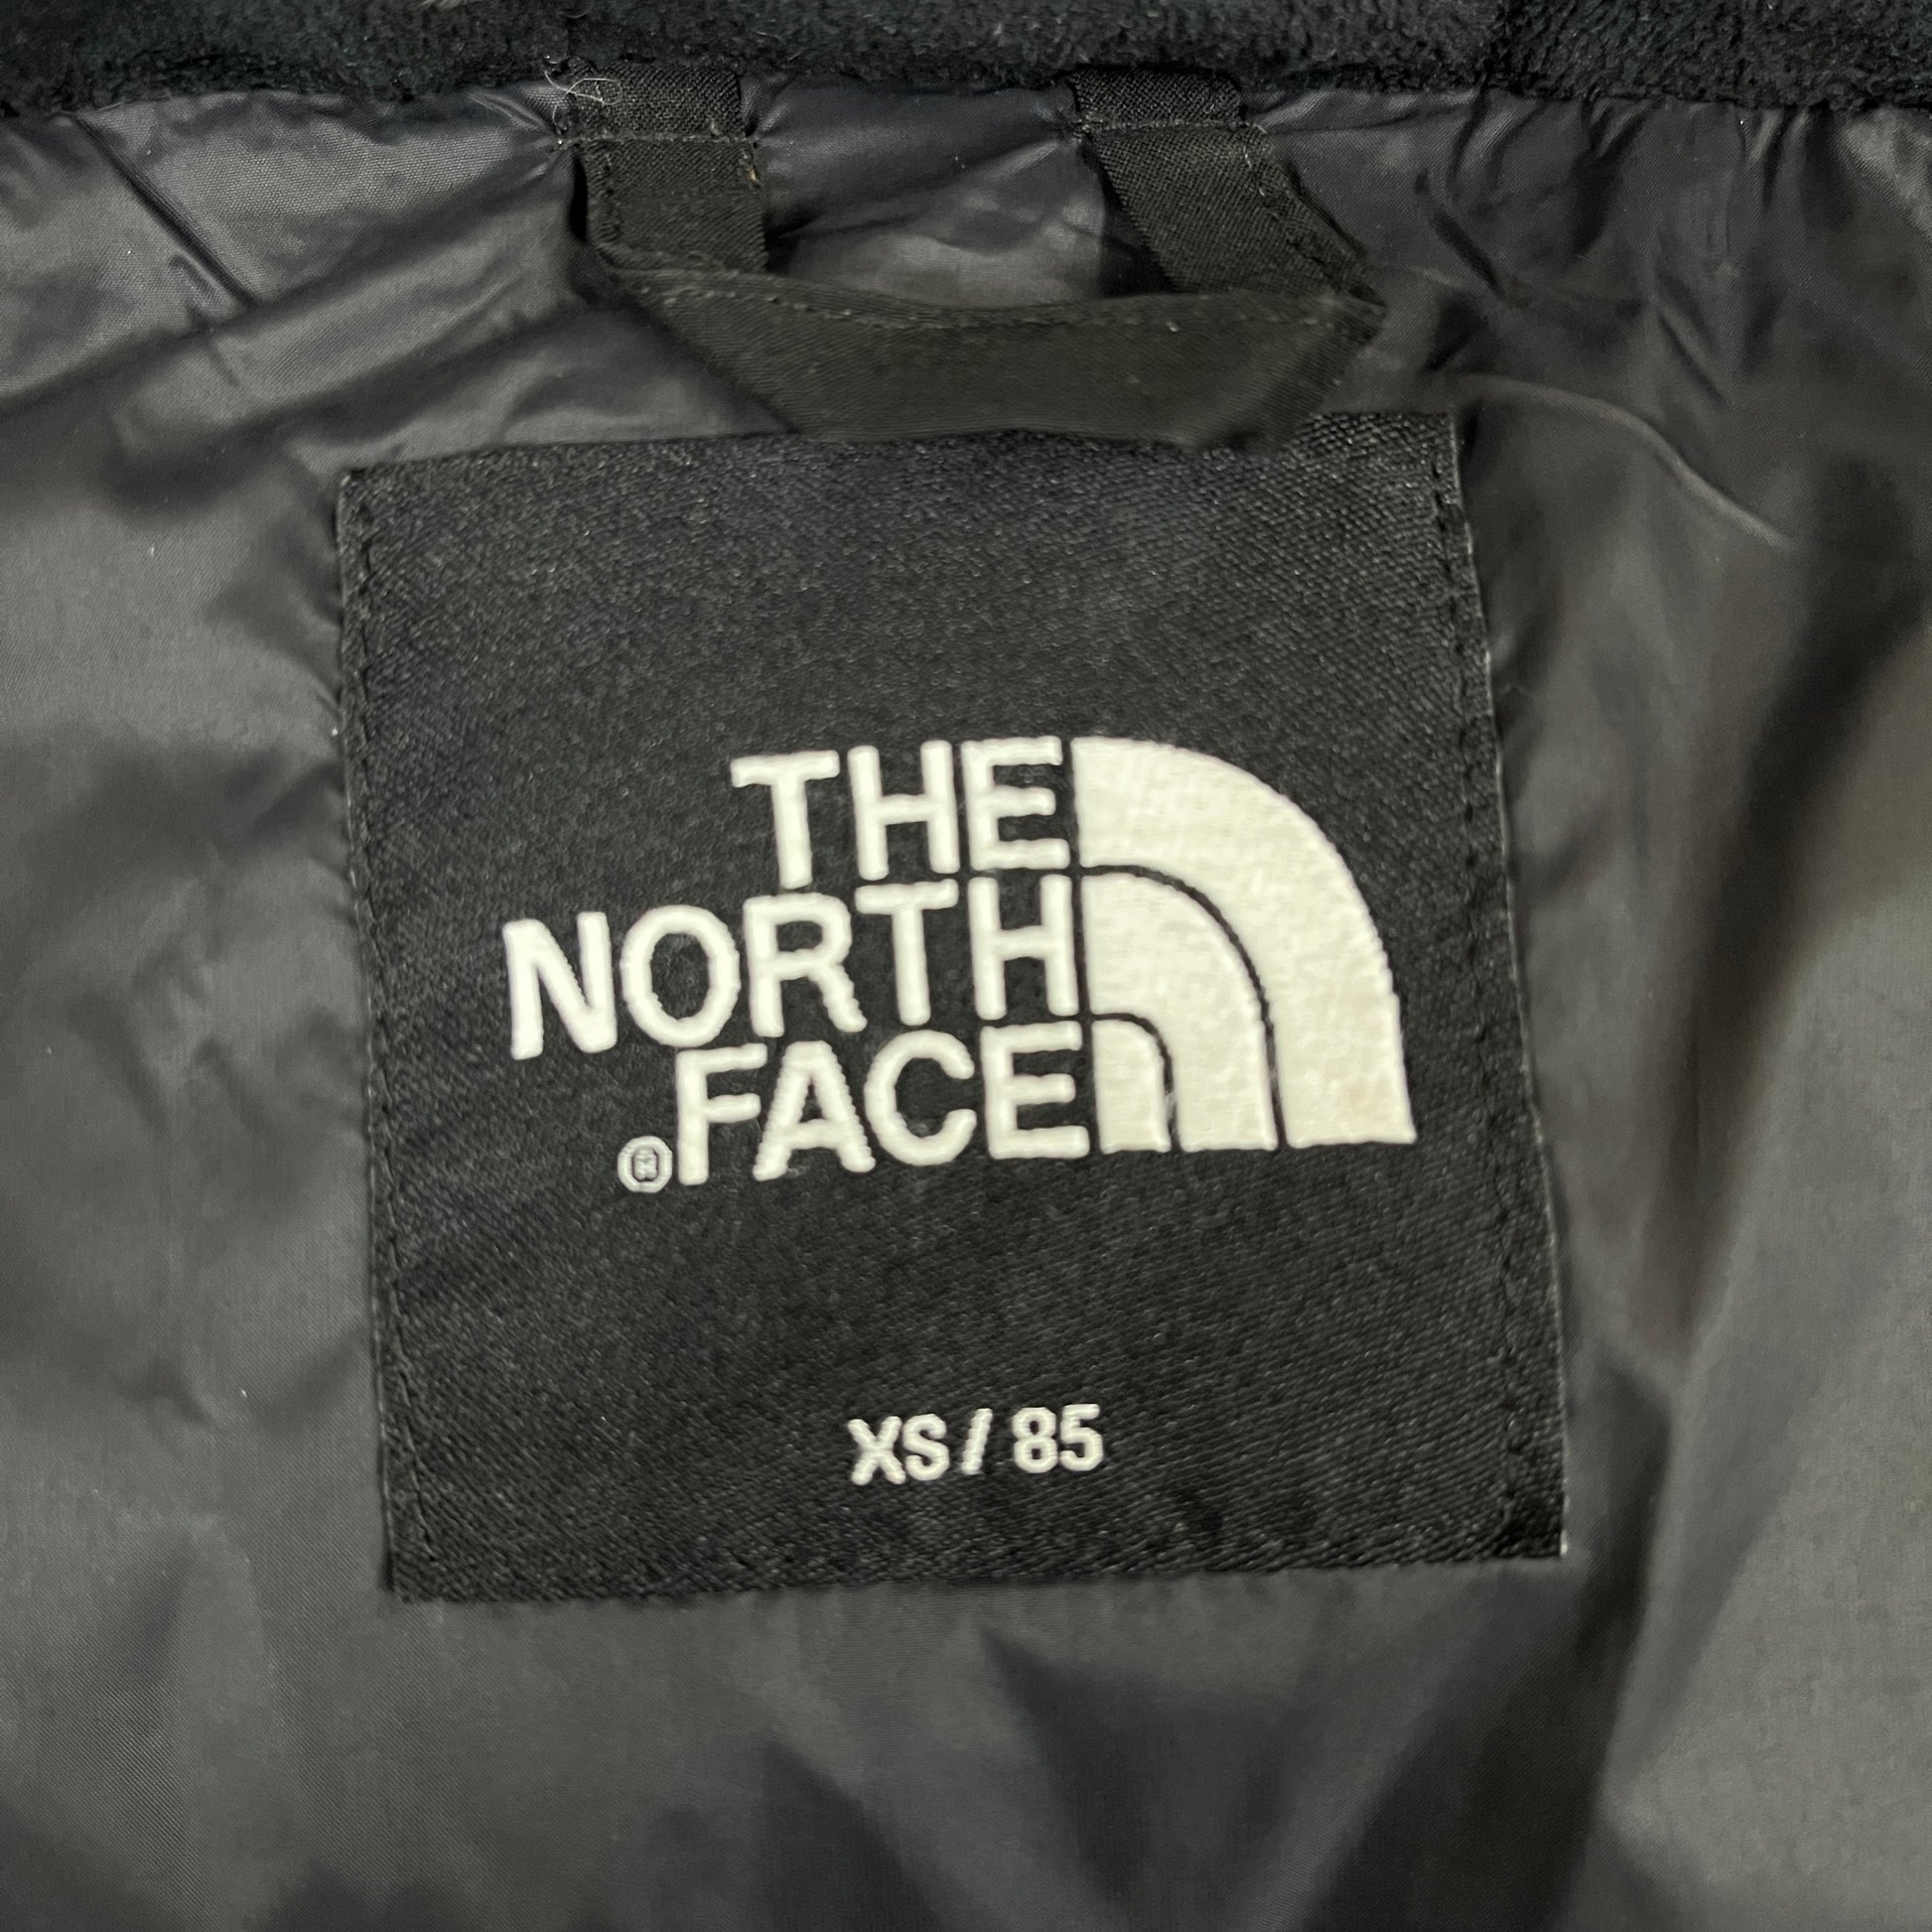 THE
NORTH
®FACE
XS / 85